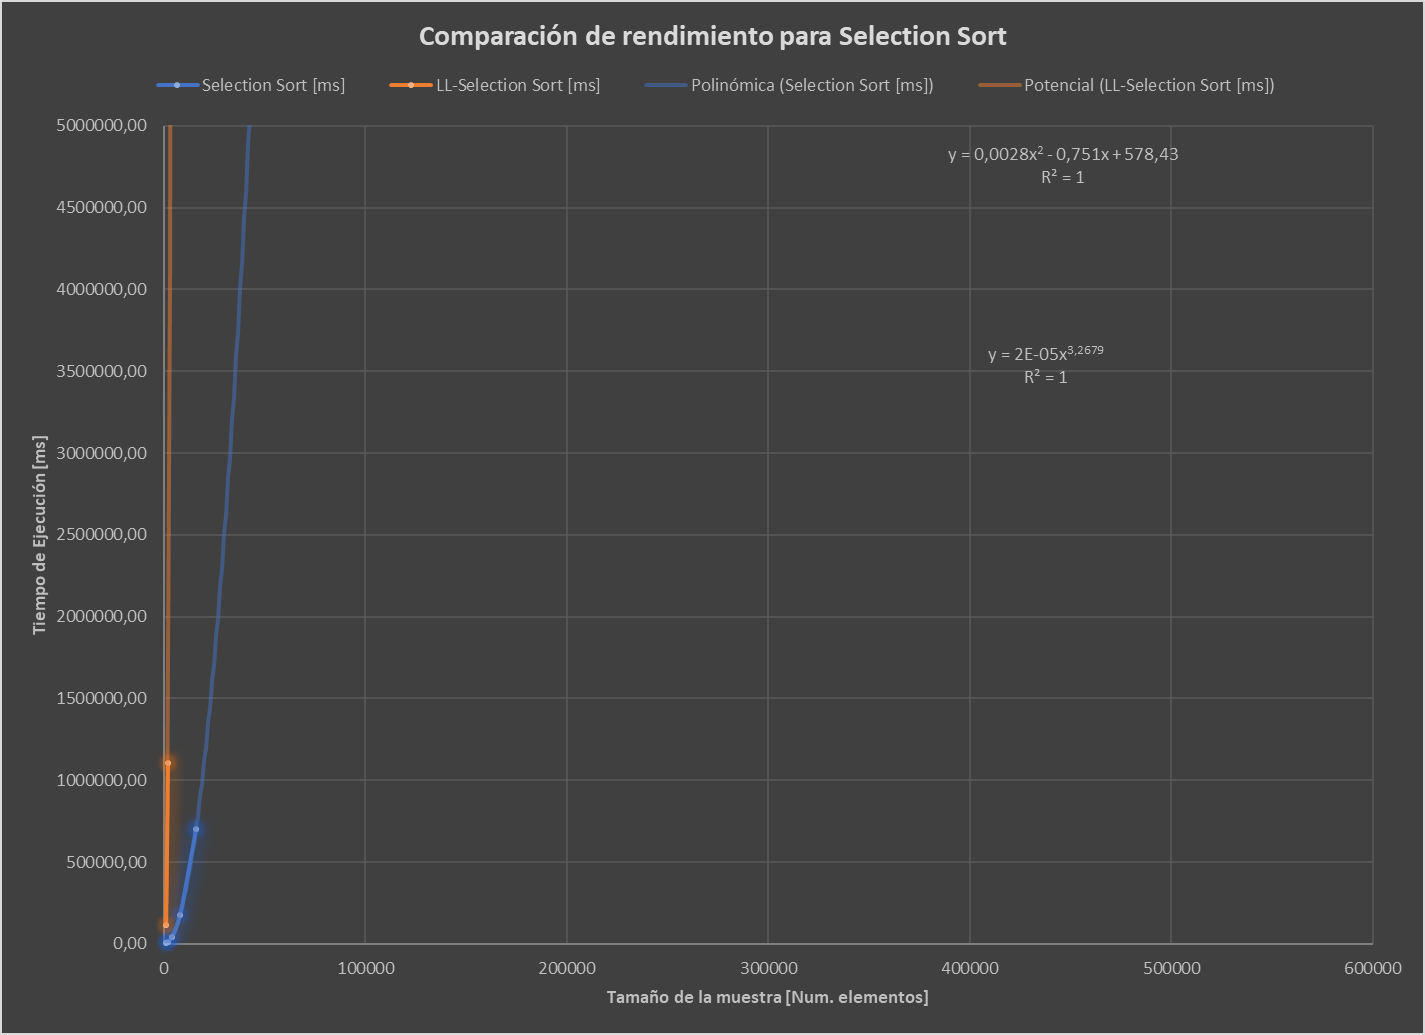 Comparación de rendimiento para Selection Sort
Selection Sort [ms]
LL-Selection Sort [ms]
Polinómica (Selection Sort [ms])
Potencial (LL-Selection Sort [ms])
5000000,00
4500000,00
4000000,00
3500000,00
3000000,00
2500000,00
2000000,00
1500000,00
1000000,00
500000,00
0,00
y = 0,0028x² - 0,751x + 578,43
R² = 1
y = 2E-05x³,²⁶⁷⁹
R² = 1
Tiempo de Ejecución [ms]
0
100000
200000
300000
400000
500000
600000
Tamaño de la muestra [Num. elementos]